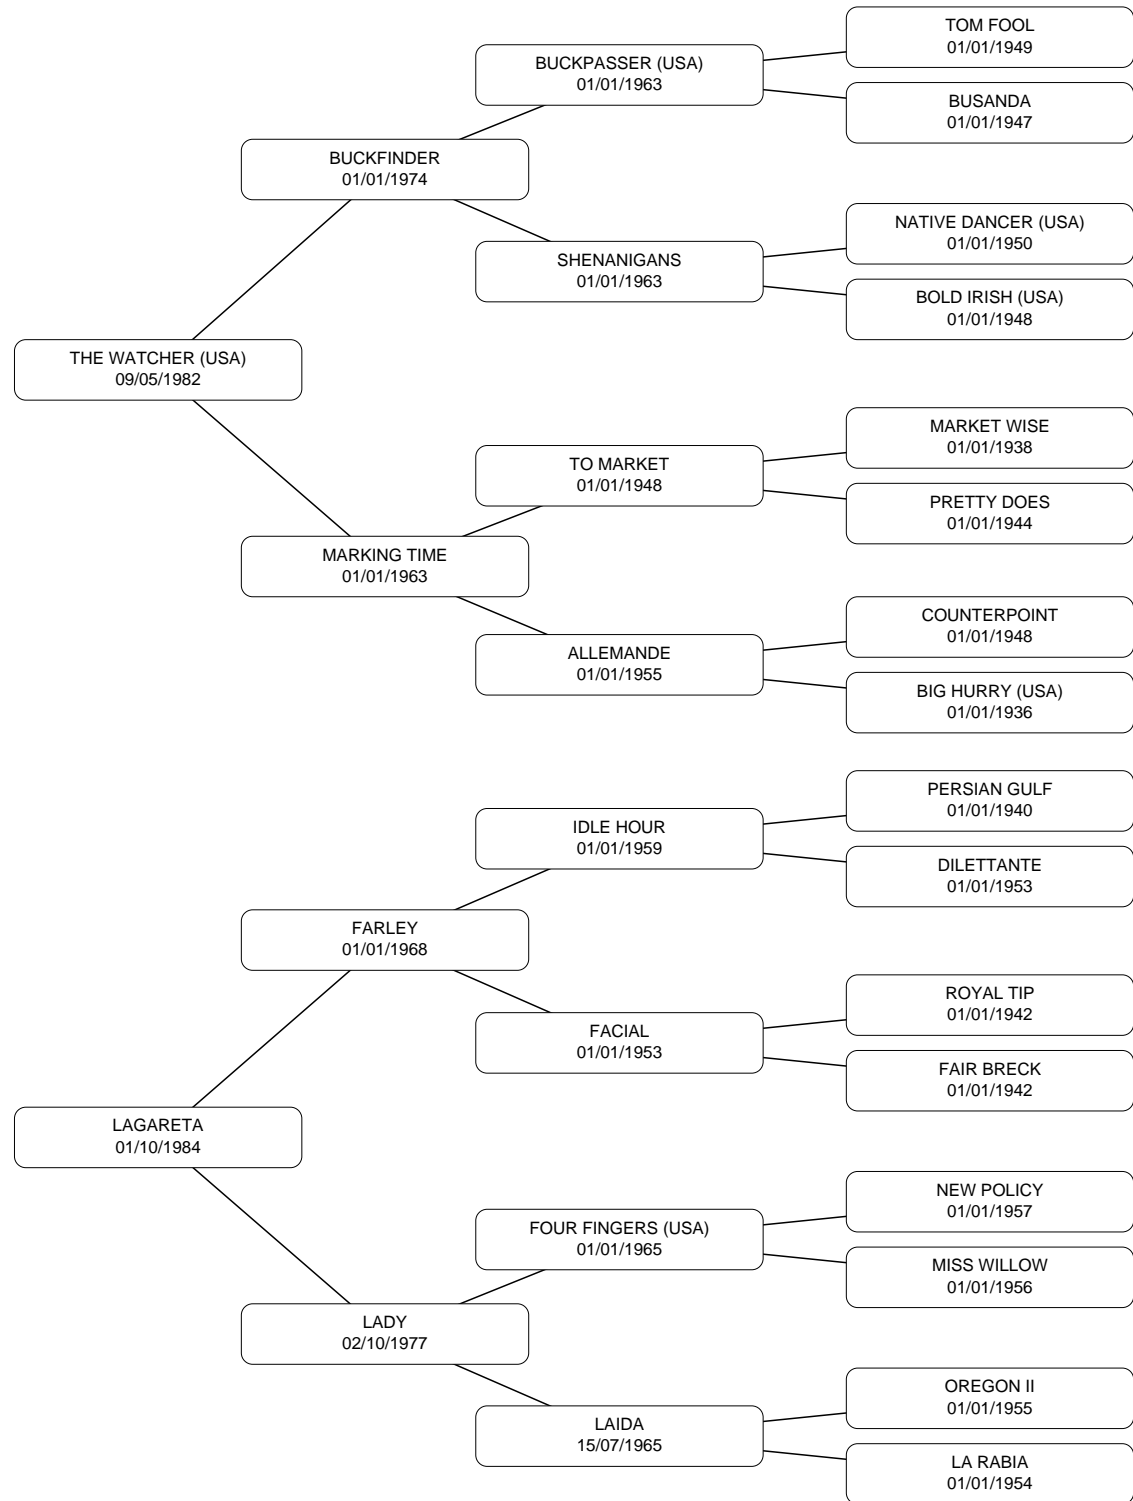 TOM FOOL
01/01/1949
BUCKPASSER (USA)
01/01/1963
BUSANDA
01/01/1947
BUCKFINDER
01/01/1974
NATIVE DANCER (USA)
01/01/1950
SHENANIGANS
01/01/1963
BOLD IRISH (USA)
01/01/1948
THE WATCHER (USA)
09/05/1982
MARKET WISE
01/01/1938
TO MARKET
01/01/1948
PRETTY DOES
01/01/1944
MARKING TIME
01/01/1963
COUNTERPOINT
01/01/1948
ALLEMANDE
01/01/1955
BIG HURRY (USA)
01/01/1936
PERSIAN GULF
01/01/1940
IDLE HOUR
01/01/1959
DILETTANTE
01/01/1953
FARLEY
01/01/1968
ROYAL TIP
01/01/1942
FACIAL
01/01/1953
FAIR BRECK
01/01/1942
LAGARETA
01/10/1984
NEW POLICY
01/01/1957
FOUR FINGERS (USA)
01/01/1965
MISS WILLOW
01/01/1956
LADY
02/10/1977
OREGON II
01/01/1955
LAIDA
15/07/1965
LA RABIA
01/01/1954